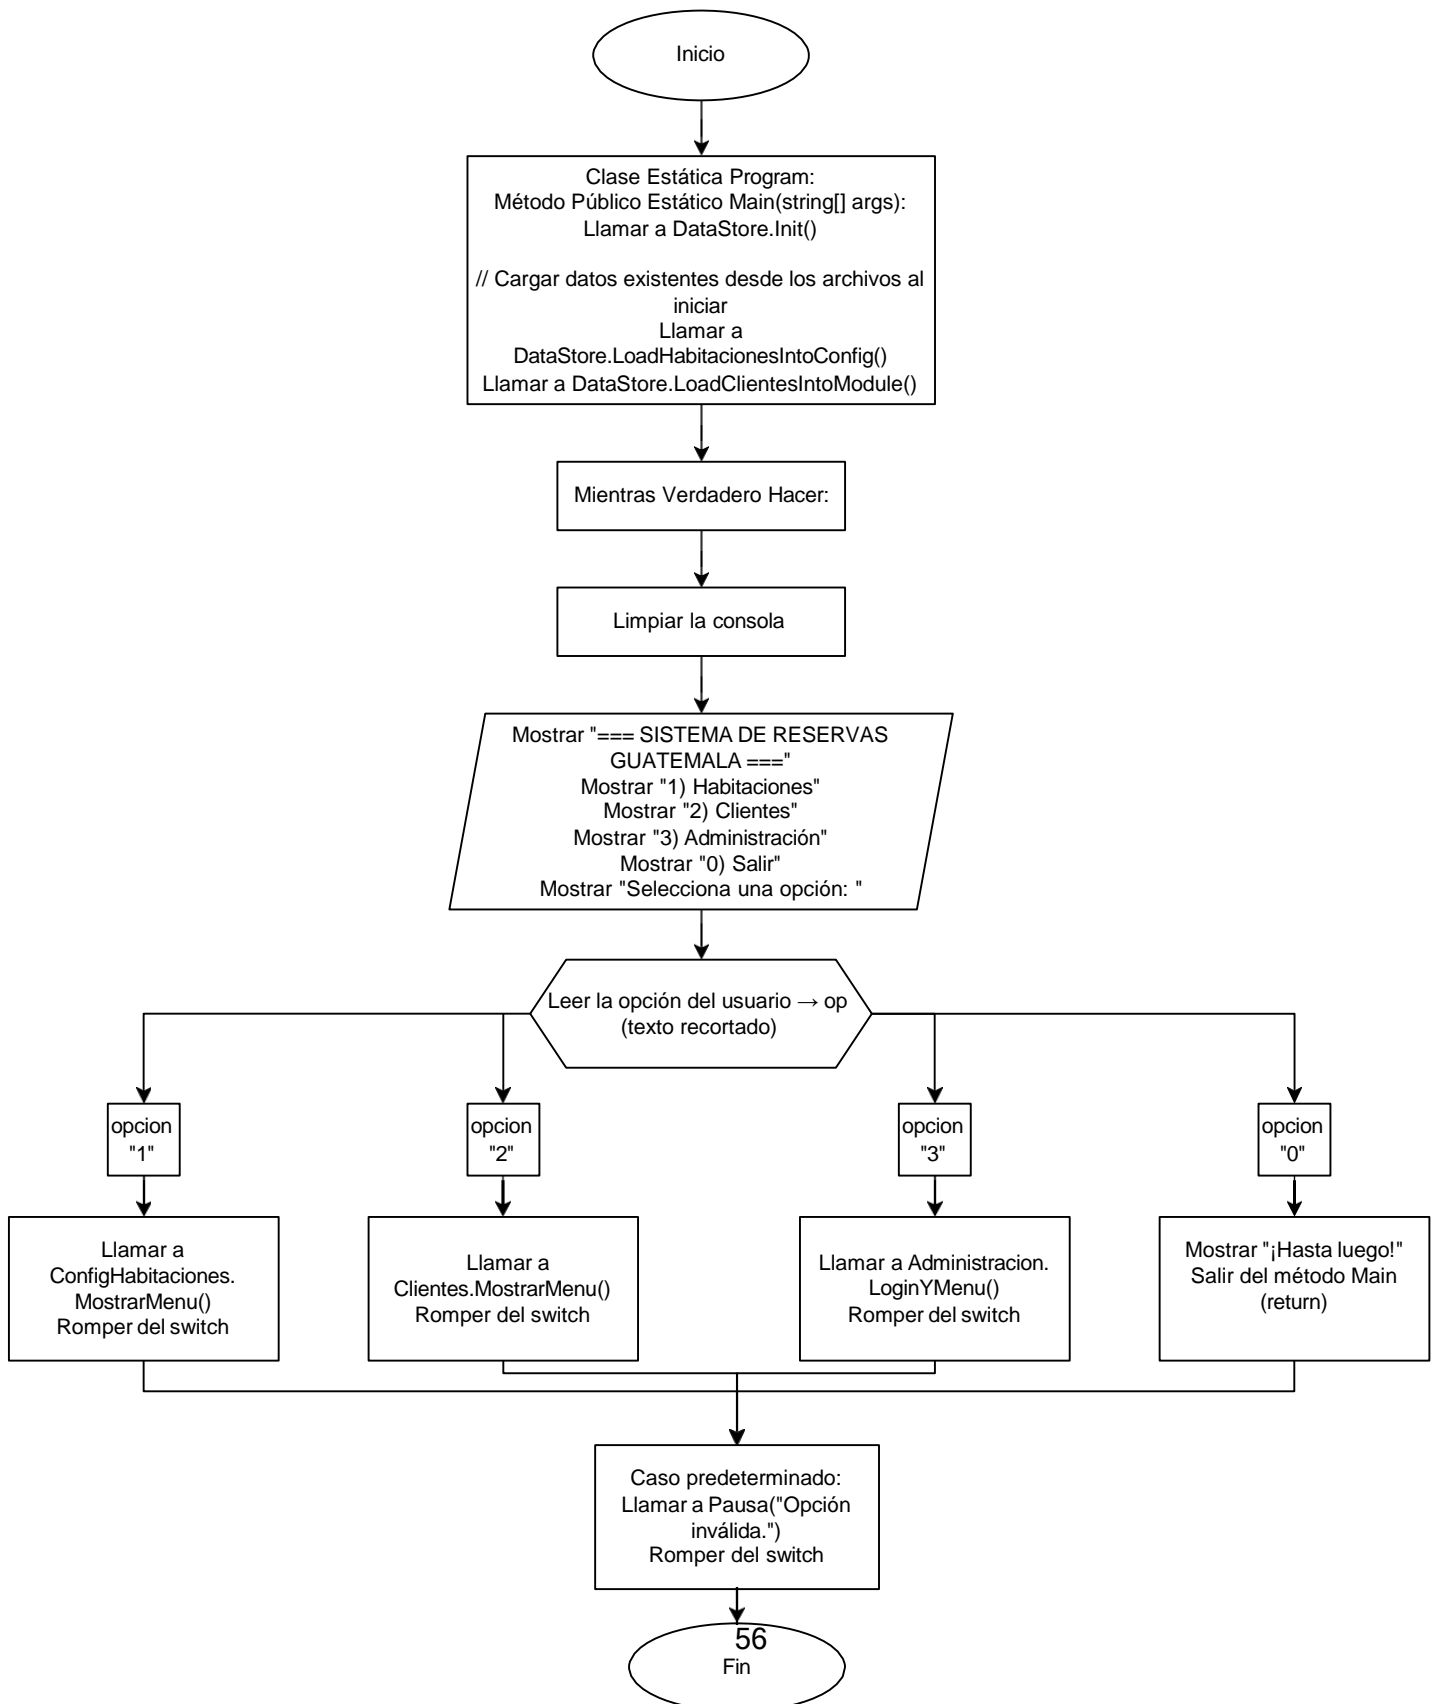 Inicio
Clase Estática Program:
Método Público Estático Main(string[] args):
Llamar a DataStore.Init()
// Cargar datos existentes desde los archivos al
iniciar
Llamar a
DataStore.LoadHabitacionesIntoConfig()
Llamar a DataStore.LoadClientesIntoModule()
Mientras Verdadero Hacer:
Limpiar la consola
Mostrar "=== SISTEMA DE RESERVAS
GUATEMALA ==="
Mostrar "1) Habitaciones"
Mostrar "2) Clientes"
Mostrar "3) Administración"
Mostrar "0) Salir"
Mostrar "Selecciona una opción: "
Leer la opción del usuario → op
(texto recortado)
opcion
"1"
opcion
"2"
opcion
"3"
opcion
"0"
Llamar a
ConfigHabitaciones.
MostrarMenu()
Romper del switch
Llamar a
Clientes.MostrarMenu()
Romper del switch
Llamar a Administracion.
LoginYMenu()
Romper del switch
Mostrar "¡Hasta luego!"
Salir del método Main
(return)
Caso predeterminado:
Llamar a Pausa("Opción
inválida.")
Romper del switch
56
Fin